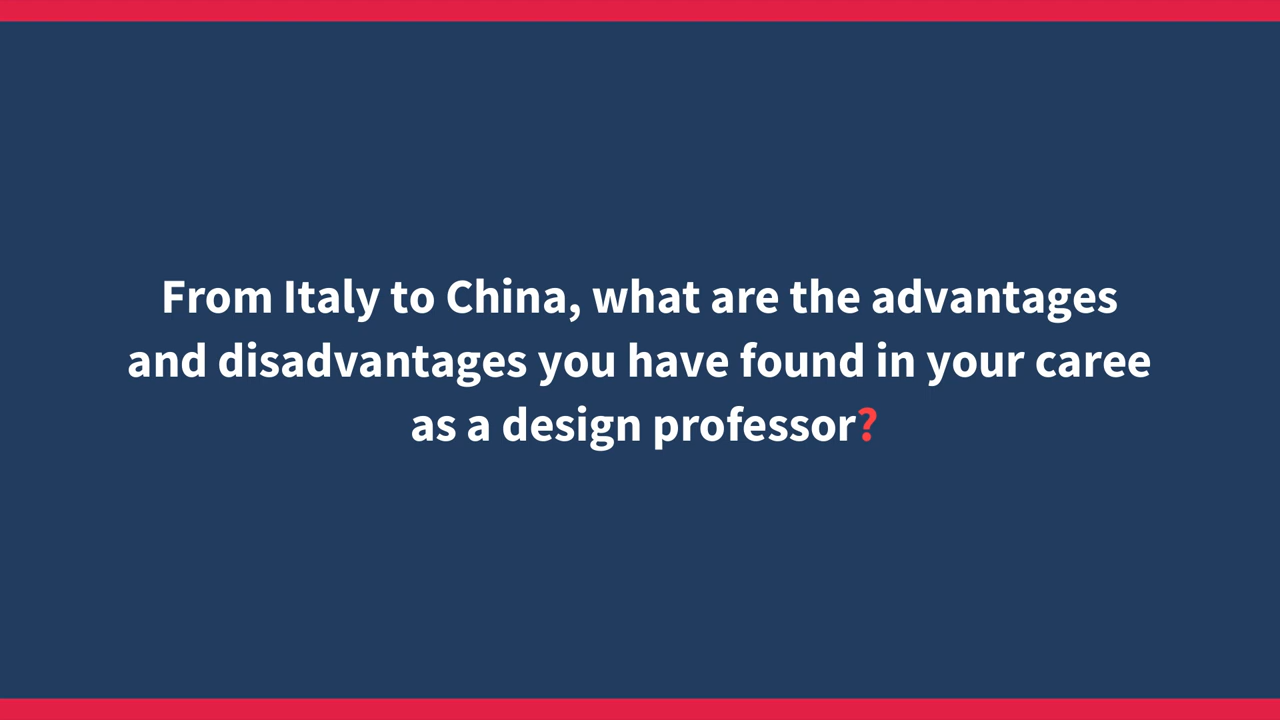 From Italy to China, what are the advantages
and disadvantages you have found in your caree
as a design professor?